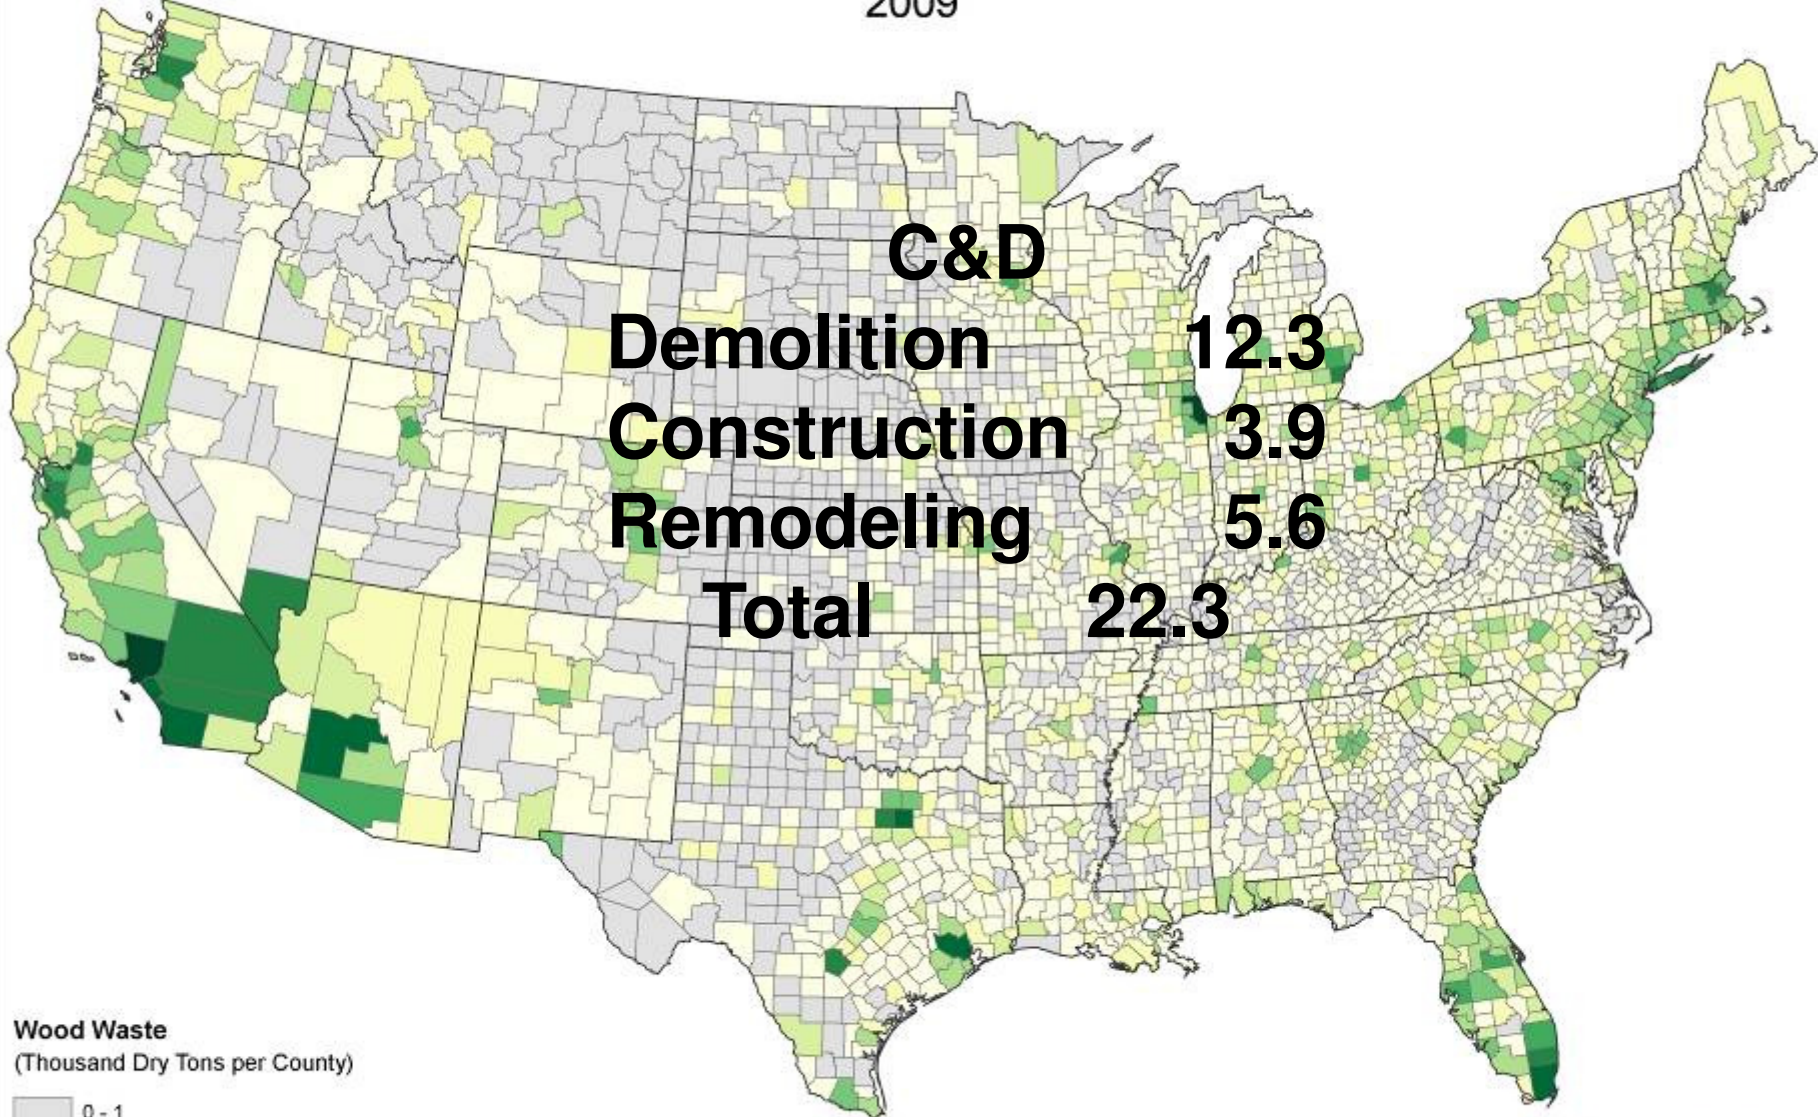 2009
C&D
Demolition 12.3
Construction 3.9
Remodeling 5.6
Total 22.3
Wood Waste
(Thousand Dry Tons per County)
0 - 1